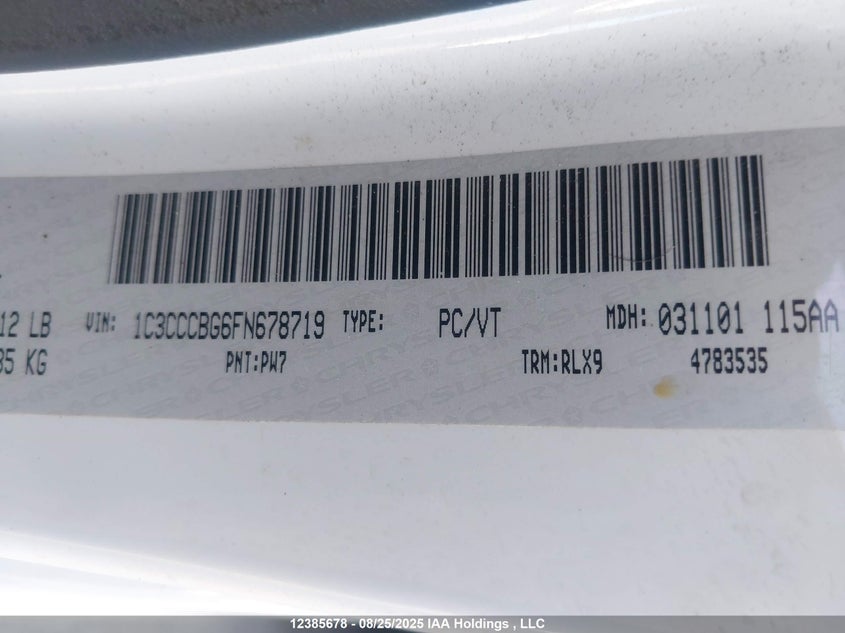 12 LB VIN: 1C3CCCBG6FN678719 TYPE: PC/VT MDH: 031101 115AA
85 KG PNT:PW7 TRM:RLX9 4783535
CHRYSLER
12385678 - 08/25/2025 IAA Holdings , LLC